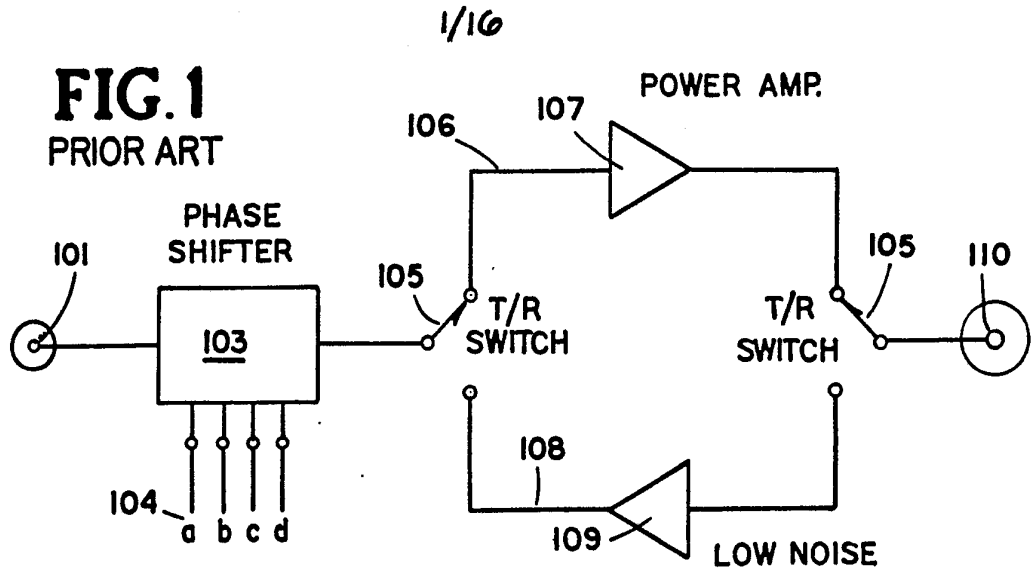 1/16
FIG. 1
PRIOR ART
POWER AMP.
107
106
PHASE
SHIFTER
101
105
105
110
T/R
SWITCH
T/R
SWITCH
103
108
104
a b c d
109
LOW NOISE